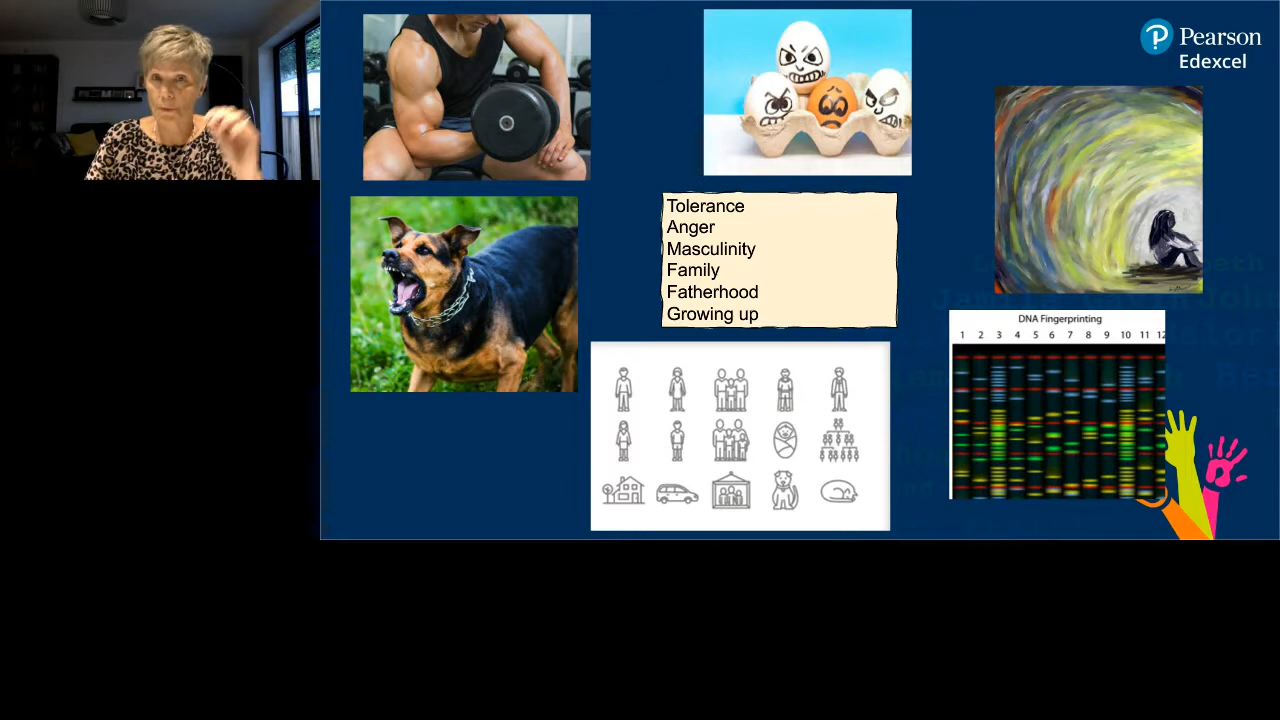 Pearson
Edexcel
Tolerance
Anger
Masculinity
Family
Fatherhood
Growing up
DNA Fingerprinting
1 2 3 4 5 6 7 8 9 10 11 12